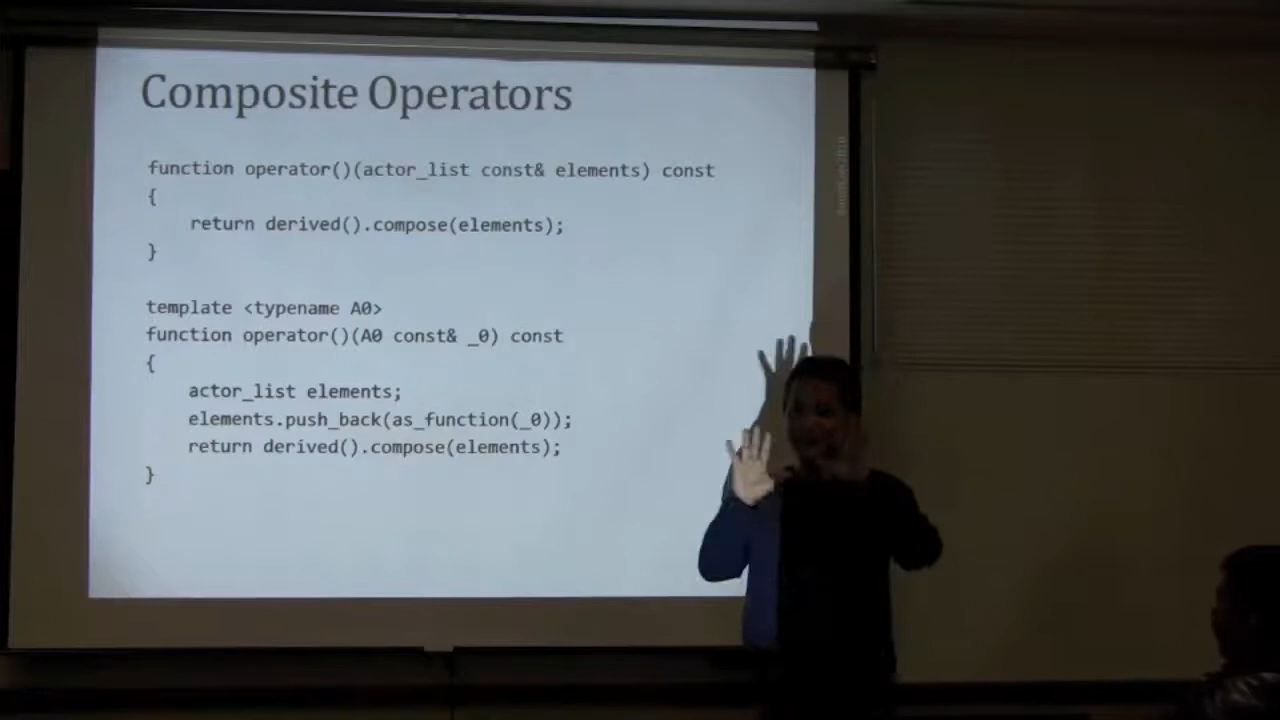 Composite Operators
function operator()(actor_list const& elements) const
{
return derived().compose(elements);
}
template <typename A0>
function operator()(A0 const& _0) const
{
actor_list elements;
elements.push_back(as_function(_0));
return derived().compose(elements);
}